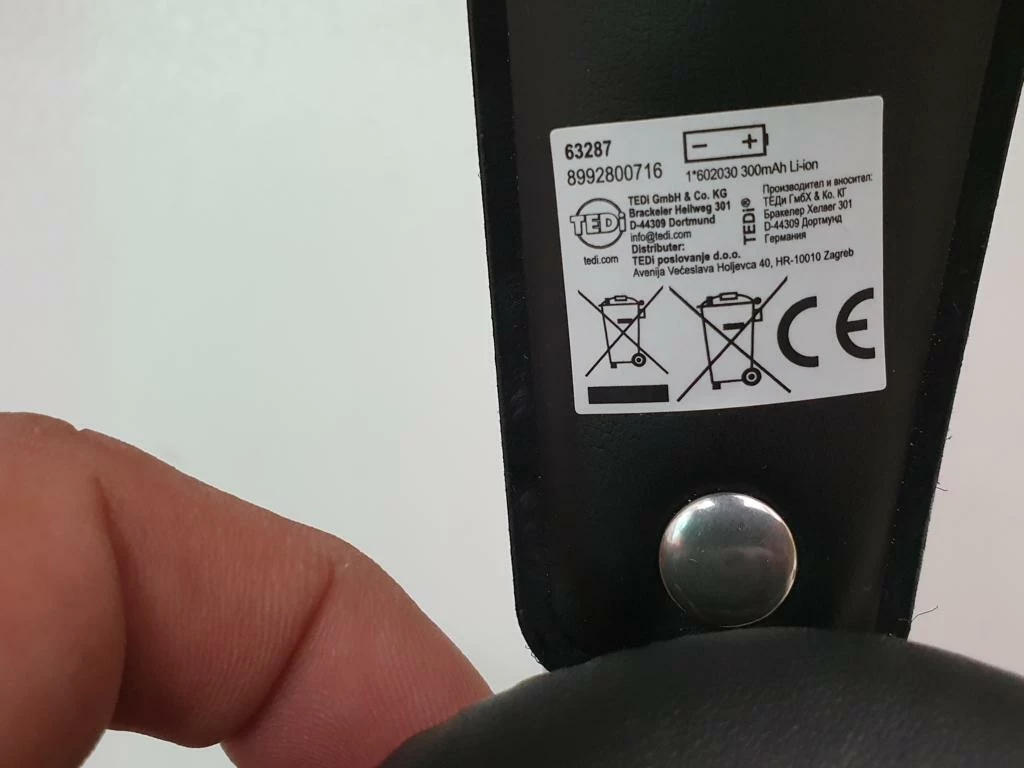 63287
8992800716
− +
1*602030 300mAh Li-ion
TEDi
tedi.com
TEDi GmbH & Co. KG
Brackeler Hellweg 301
D-44309 Dortmund
info@tedi.com
Distributer:
TEDi poslovanje d.o.o.
Avenija Većeslava Holjevca 40, HR-10010 Zagreb
TEDi®
Производител и вносител:
ТЕДи ГмбХ & Ко. КГ
Бракелер Хелвег 301
D-44309 Дортмунд
Германия
CE